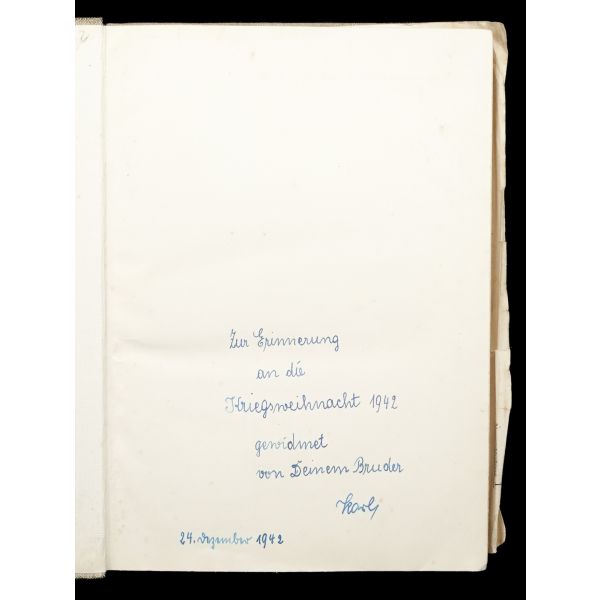 Zur Erinnerung
an die
Kriegsweihnacht 1942
gewidmet
von Deinem Bruder
Karl
24. Dezember 1942